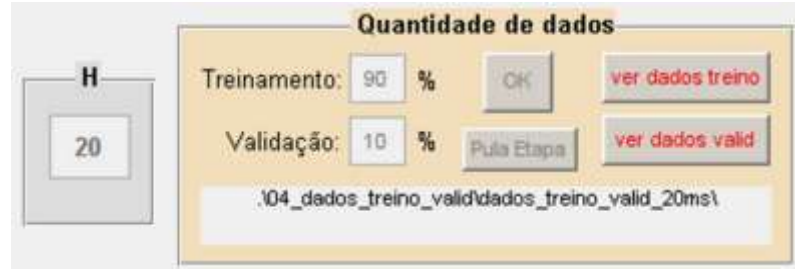 Quantidade de dados
H
20
Treinamento: 90 % OK ver dados treino
Validação: 10 % Pula Etapa ver dados valid
.\04_dados_treino_valid\dados_treino_valid_20ms\